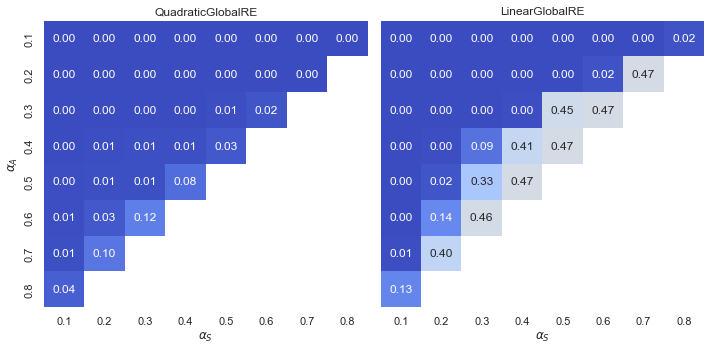 QuadraticGlobalRE LinearGlobalRE
0.1 0.00 0.00 0.00 0.00 0.00 0.00 0.00 0.00 0.00 0.00 0.00 0.00 0.00 0.00 0.00 0.02
0.2 0.00 0.00 0.00 0.00 0.00 0.00 0.00 0.00 0.00 0.00 0.00 0.00 0.02 0.47
0.3 0.00 0.00 0.00 0.00 0.01 0.02 0.00 0.00 0.00 0.00 0.45 0.47
0.4 0.00 0.01 0.01 0.01 0.03 0.00 0.00 0.09 0.41 0.47
α_A
0.5 0.00 0.01 0.01 0.08 0.00 0.02 0.33 0.47
0.6 0.01 0.03 0.12 0.00 0.14 0.46
0.7 0.01 0.10 0.01 0.40
0.8 0.04 0.13
0.1 0.2 0.3 0.4 0.5 0.6 0.7 0.8 0.1 0.2 0.3 0.4 0.5 0.6 0.7 0.8
α_S α_S